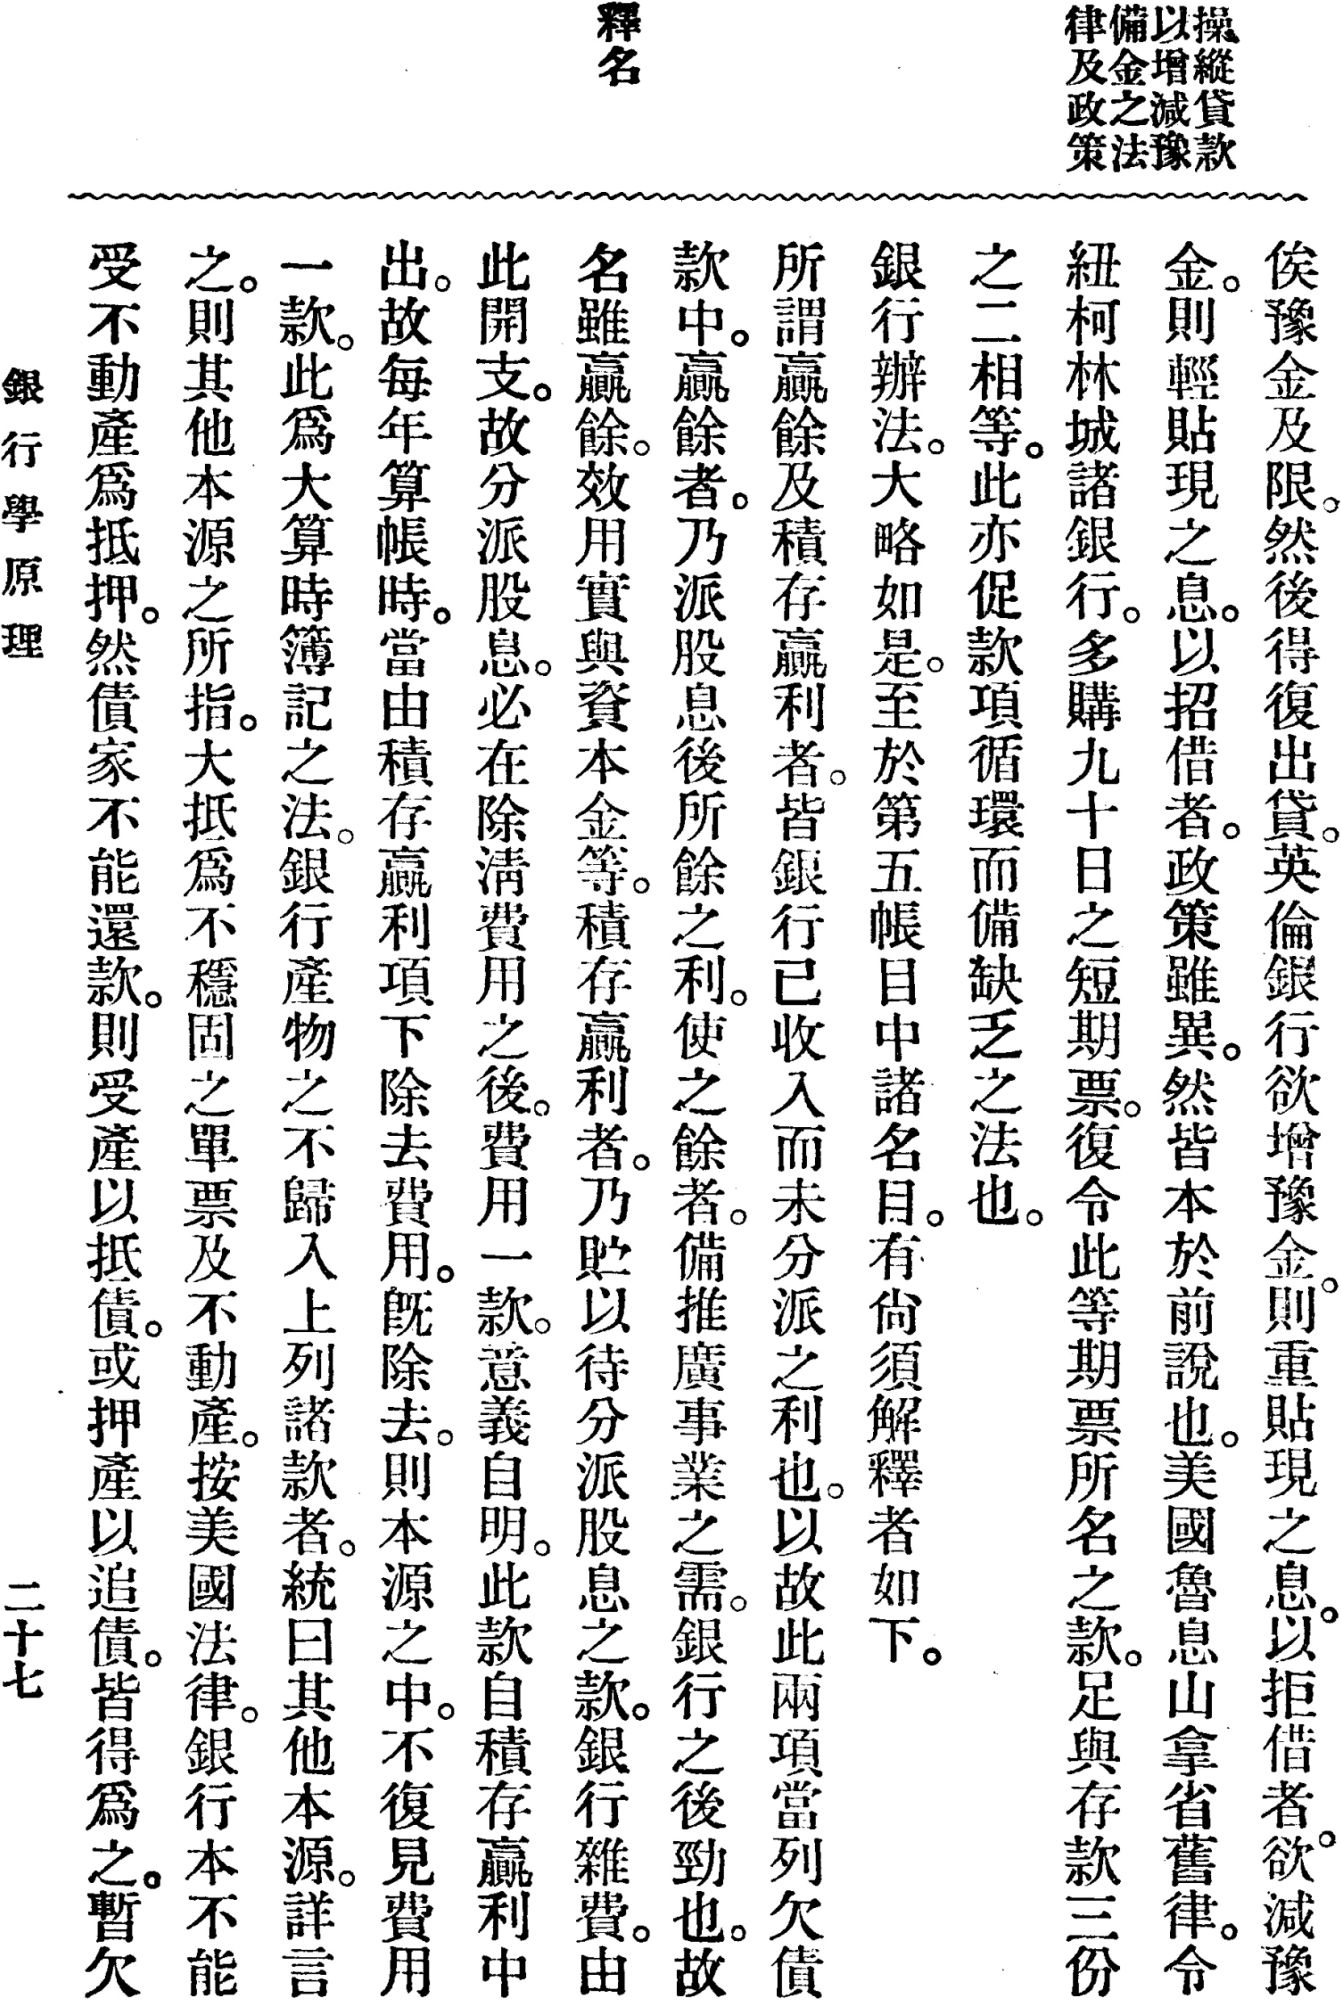 操縱貸款
以增減豫
備金之法
律及政策
釋名
俟豫金及限。然後得復出貸。英倫銀行欲增豫金。則重貼現之息。以拒借者。欲減豫
金。則輕貼現之息。以招借者。政策雖異。然皆本於前說也。美國魯息山拿省舊律。令
紐柯林城諸銀行。多購九十日之短期票。復令此等期票所名之款。足與存款三份
之二相等。此亦促款項循環而備缺乏之法也。
銀行辦法。大略如是。至於第五帳目中諸名目。有尙須解釋者如下。
所謂贏餘及積存贏利者。皆銀行已收入而未分派之利也。以故此兩項當列欠債
款中。贏餘者。乃派股息後所餘之利。使之餘者。備推廣事業之需。銀行之後勁也。故
名雖贏餘。效用實與資本金等。積存贏利者。乃貯以待分派股息之款。銀行雜費。由
此開支。故分派股息。必在除淸費用之後。費用一款。意義自明。此款自積存贏利中
出。故每年算帳時。當由積存贏利項下除去費用。旣除去。則本源之中。不復見費用
一款。此爲大算時簿記之法。銀行產物之不歸入上列諸款者。統曰其他本源。詳言
之。則其他本源之所指。大抵爲不穩固之單票及不動產。按美國法律。銀行本不能
受不動產爲抵押。然債家不能還款。則受產以抵債。或押產以追債。皆得爲之。暫欠
銀行學原理
二十七